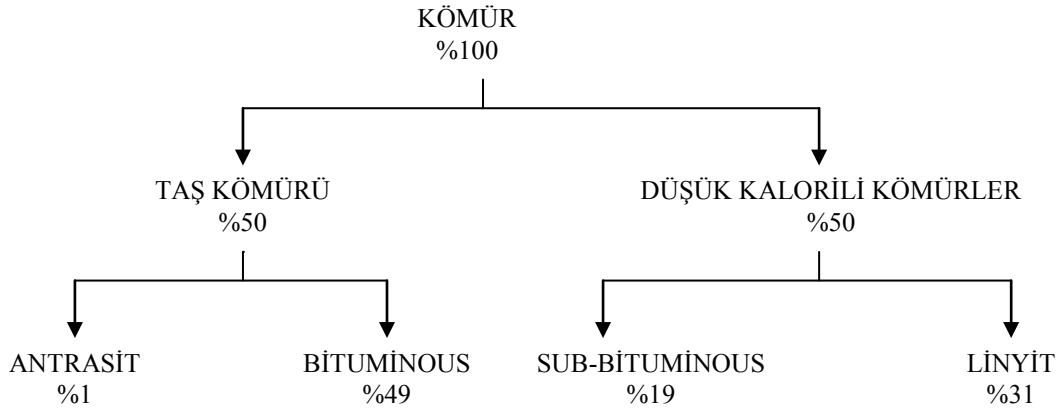 KÖMÜR
%100
TAŞ KÖMÜRÜ
%50
DÜŞÜK KALORİLİ KÖMÜRLER
%50
ANTRASİT
%1
BİTUMİNOUS
%49
SUB-BİTUMİNOUS
%19
LİNYİT
%31